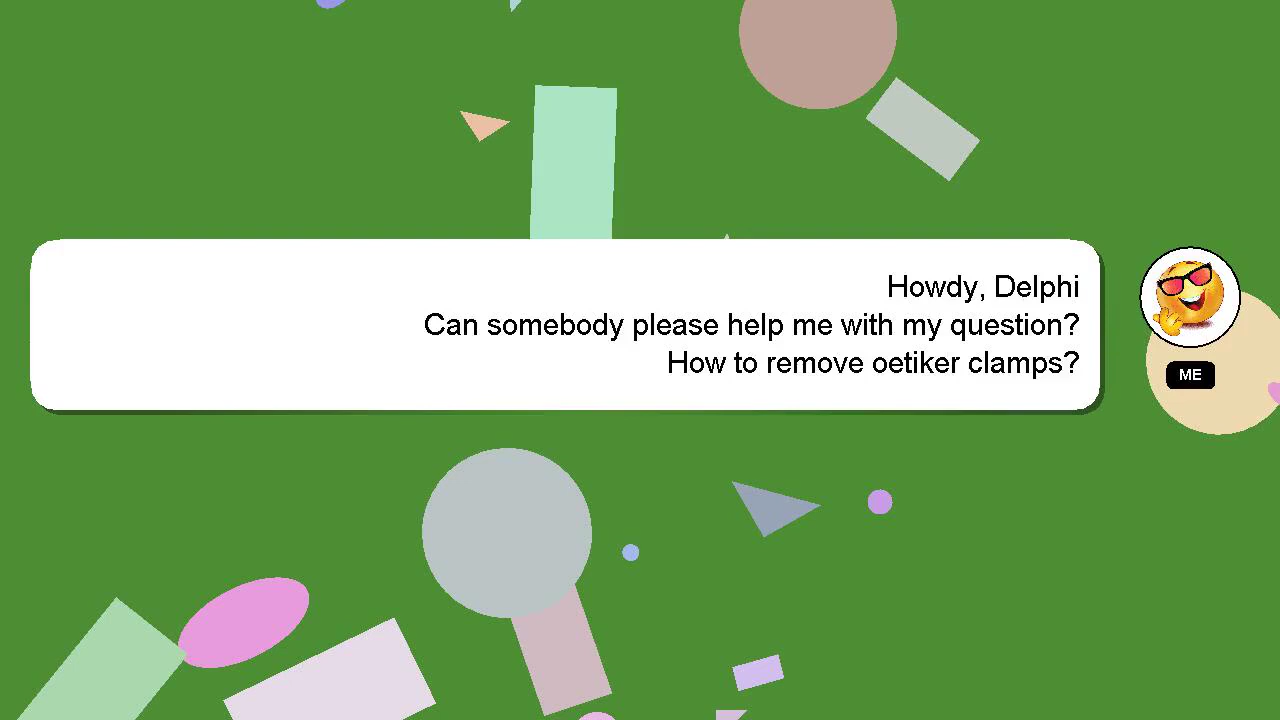 Howdy, Delphi
Can somebody please help me with my question?
How to remove oetiker clamps?
ME